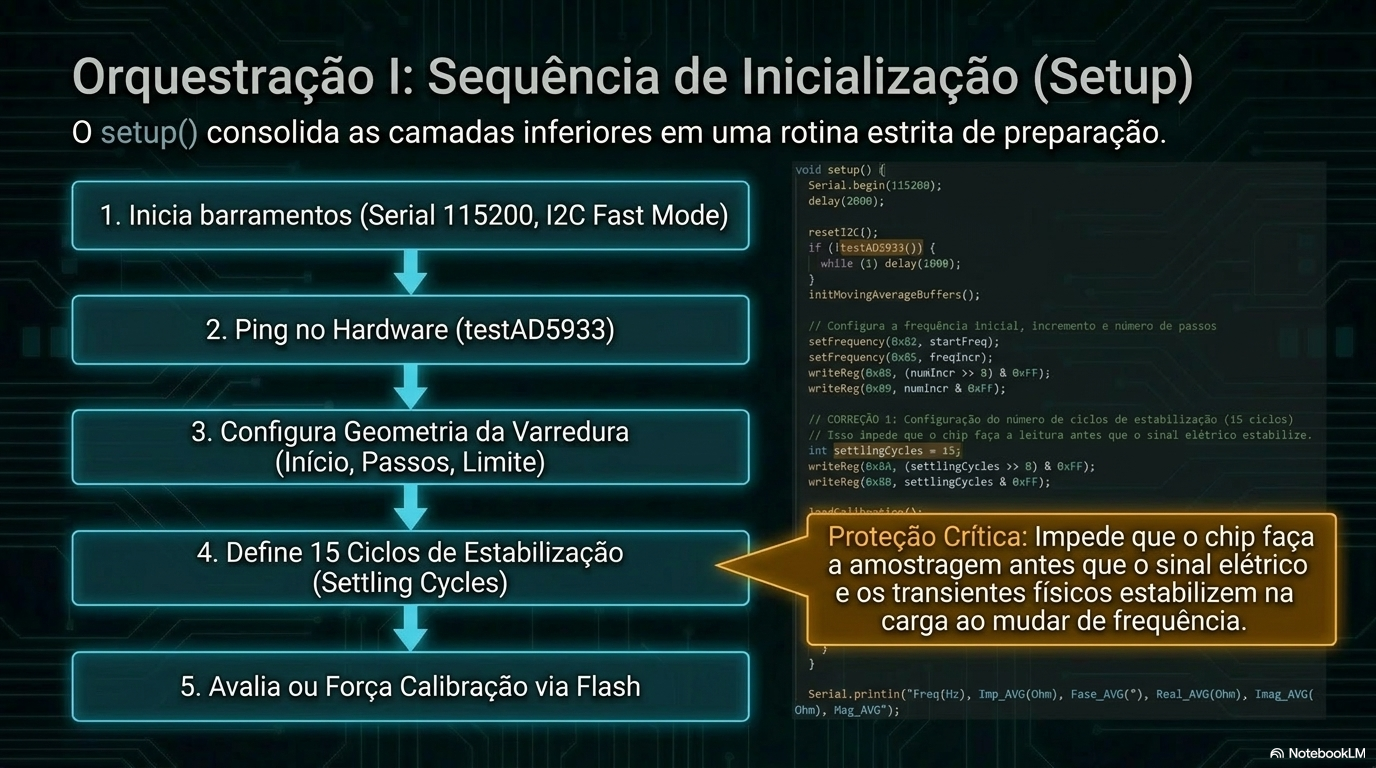 Orquestração I: Sequência de Inicialização (Setup)
O setup() consolida as camadas inferiores em uma rotina estrita de preparação.
1. Inicia barramentos (Serial 115200, I2C Fast Mode)
2. Ping no Hardware (testAD5933)
3. Configura Geometria da Varredura
(Início, Passos, Limite)
4. Define 15 Ciclos de Estabilização
(Settling Cycles)
5. Avalia ou Força Calibração via Flash
void setup() {
Serial.begin(115200);
delay(2000);
resetI2C();
if (!testAD5933()) {
while (1) delay(1000);
}
initMovingAverageBuffers();
// Configura a frequência inicial, incremento e número de passos
setFrequency(0x82, startFreq);
setFrequency(0x85, freqIncr);
writeReg(0x88, (numIncr >> 8) & 0xFF);
writeReg(0x89, numIncr & 0xFF);
// CORREÇÃO 1: Configuração do número de ciclos de estabilização (15 ciclos)
// Isso impede que o chip faça a leitura antes que o sinal elétrico estabilize.
int settlingCycles = 15;
writeReg(0x8A, (settlingCycles >> 8) & 0xFF);
writeReg(0x8B, settlingCycles & 0xFF);
Proteção Crítica: Impede que o chip faça
a amostragem antes que o sinal elétrico
e os transientes físicos estabilizem na
carga ao mudar de frequência.
}
}
Serial.println("Freq(Hz), Imp_AVG(Ohm), Fase_AVG(°), Real_AVG(Ohm), Imag_AVG(
Ohm), Mag_AVG");
NotebookLM